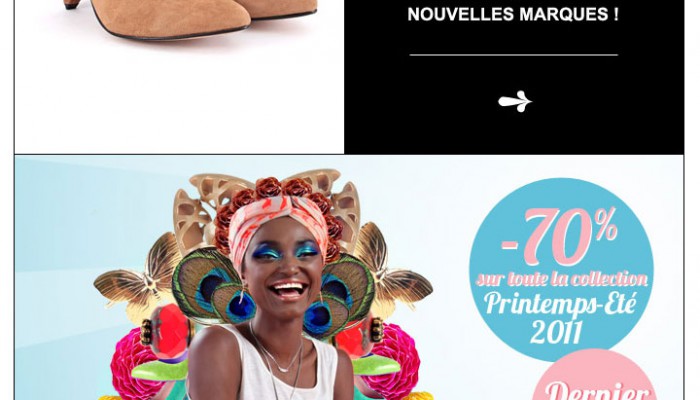 NOUVELLES MARQUES !
-70%
sur toute la collection
Printemps-Eté
2011
Dernier